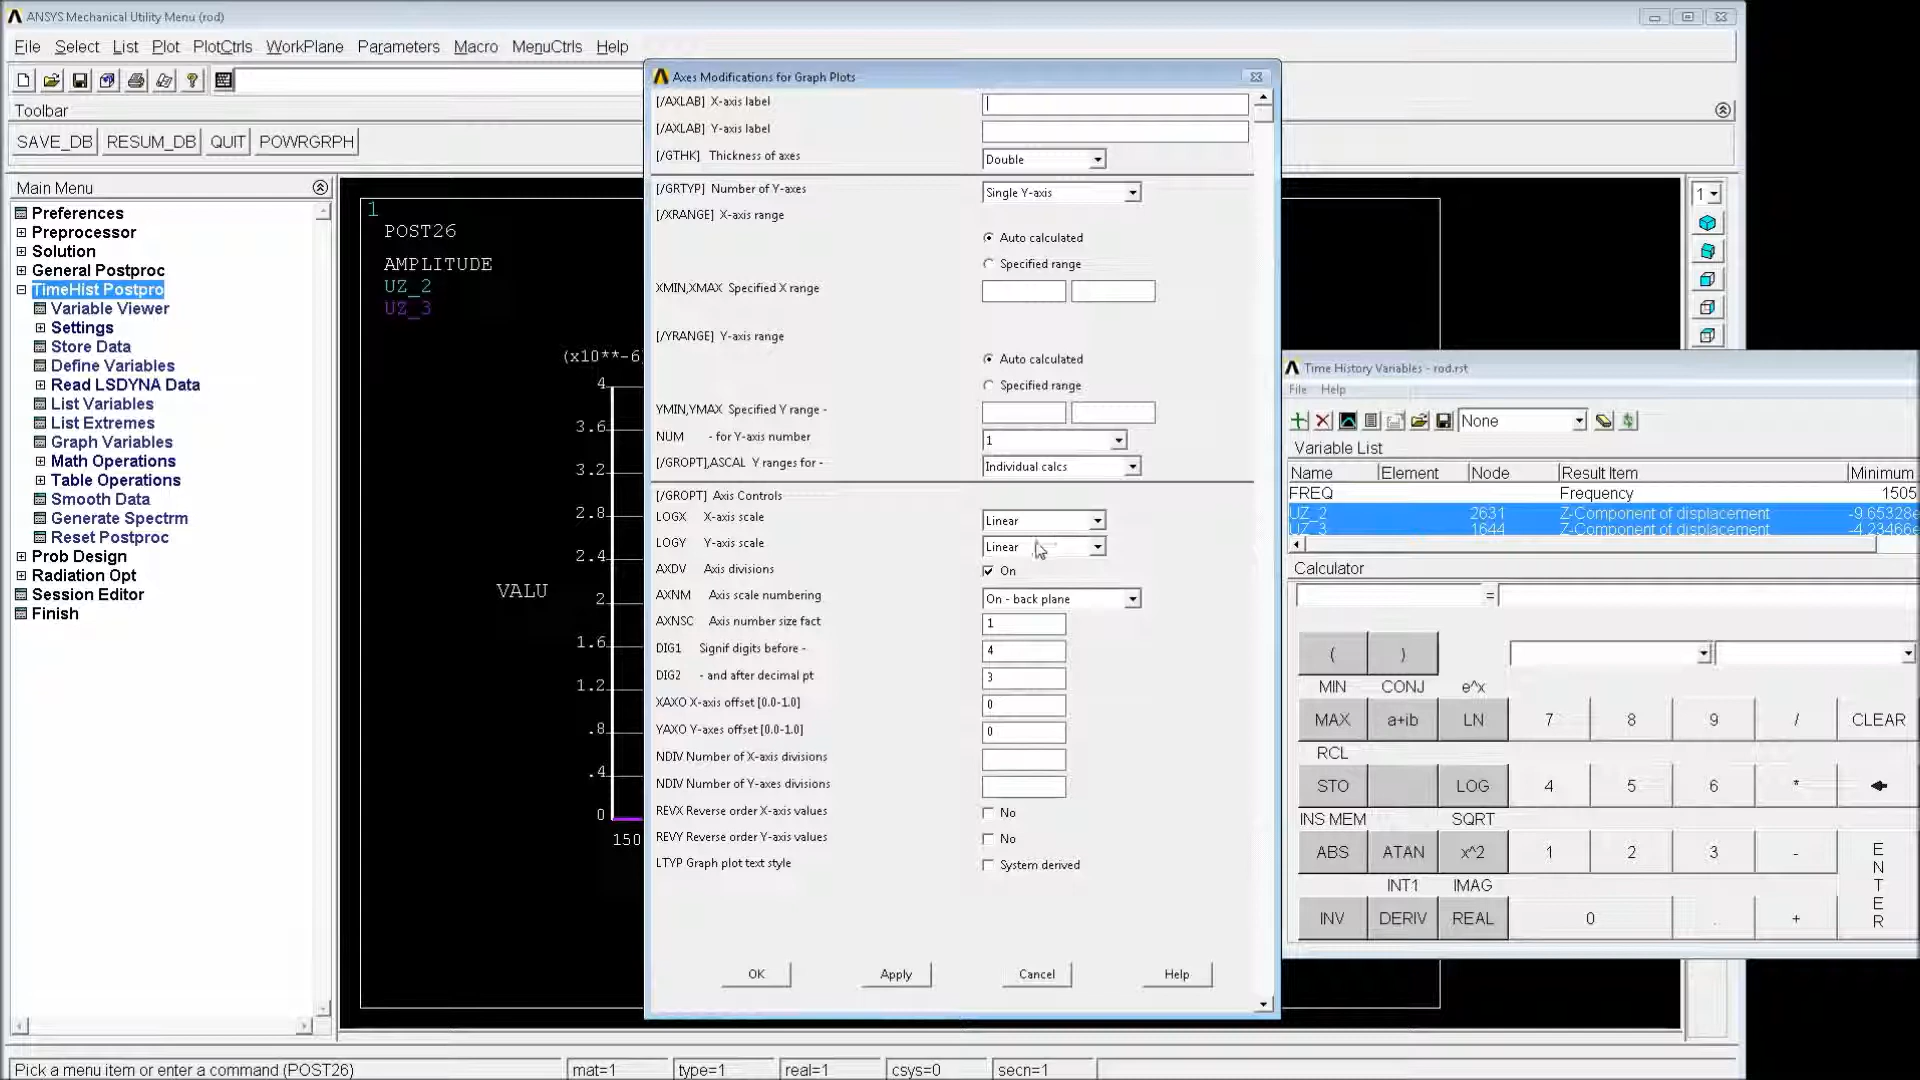 ANSYS Mechanical Utility Menu (rod)
File Select List Plot PlotCtrls WorkPlane Parameters Macro MenuCtrls Help
Toolbar
SAVE_DB RESUM_DB QUIT POWRGRPH
Main Menu
Preferences
Preprocessor
Solution
General Postproc
TimeHist Postpro
Variable Viewer
Settings
Store Data
Define Variables
Read LSDYNA Data
List Variables
List Extremes
Graph Variables
Math Operations
Table Operations
Smooth Data
Generate Spectrm
Reset Postproc
Prob Design
Radiation Opt
Session Editor
Finish
1
POST26
AMPLITUDE
UZ_2
UZ_3
(x10**-6
4
3.6
3.2
2.8
2.4
VALU
2
1.6
1.2
.8
.4
0
150
Axes Modifications for Graph Plots
[/AXLAB] X-axis label
[/AXLAB] Y-axis label
[/GTHK] Thickness of axes Double
[/GRTYP] Number of Y-axes Single Y-axis
[/XRANGE] X-axis range
Auto calculated
Specified range
XMIN,XMAX Specified X range
[/YRANGE] Y-axis range
Auto calculated
Specified range
YMIN,YMAX Specified Y range -
NUM - for Y-axis number 1
[/GROPT],ASCAL Y ranges for - Individual calcs
[/GROPT] Axis Controls
LOGX X-axis scale Linear
LOGY Y-axis scale Linear
AXDV Axis divisions On
AXNM Axis scale numbering On - back plane
AXNSC Axis number size fact 1
DIG1 Signif digits before - 4
DIG2 - and after decimal pt 3
XAXO X-axis offset [0.0-1.0] 0
YAXO Y-axes offset [0.0-1.0] 0
NDIV Number of X-axis divisions
NDIV Number of Y-axes divisions
REVX Reverse order X-axis values No
REVY Reverse order Y-axis values No
LTYP Graph plot text style System derived
OK Apply Cancel Help
1
Time History Variables - rod.rst
File Help
None
Variable List
Name Element Node Result Item Minimum
FREQ Frequency 1505
UZ_2 2631 Z-Component of displacement -9.65328e
UZ_3 1644 Z-Component of displacement -4.23466e
Calculator
=
( )
MIN CONJ e^x
MAX a+ib LN 7 8 9 / CLEAR
RCL
STO LOG 4 5 6 *
INS MEM SQRT
ABS ATAN x^2 1 2 3 - ENTER
INT1 IMAG
INV DERIV REAL 0 . +
Pick a menu item or enter a command (POST26) mat=1 type=1 real=1 csys=0 secn=1